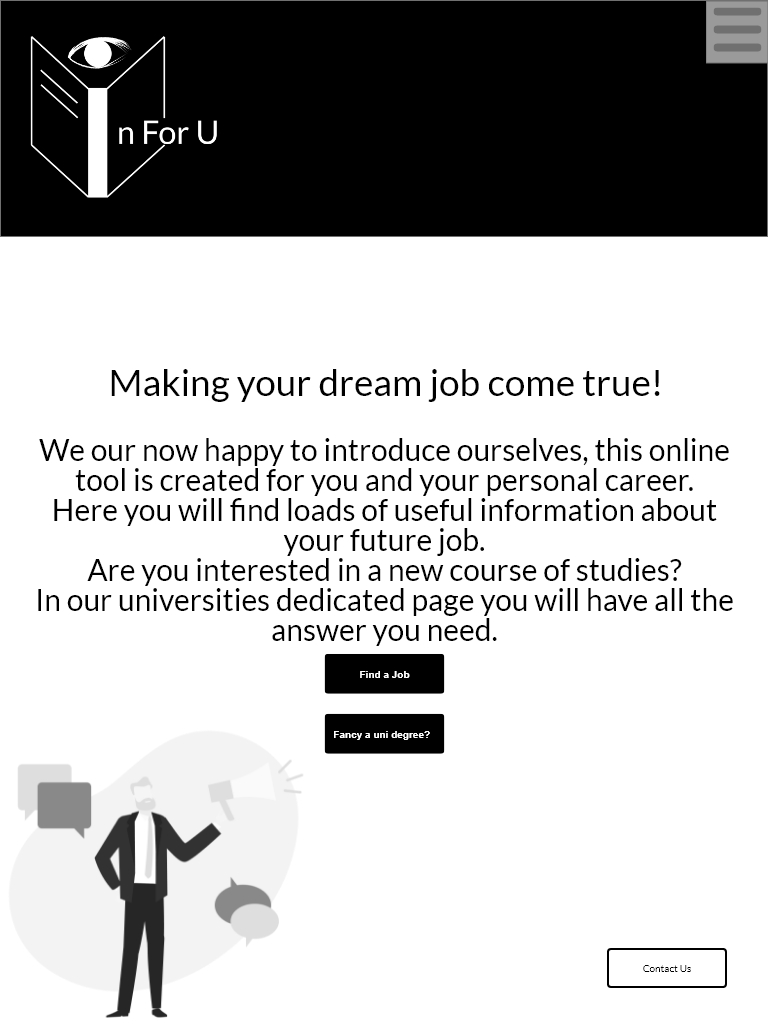 n For U
Making your dream job come true!
We our now happy to introduce ourselves, this online
tool is created for you and your personal career.
Here you will find loads of useful information about
your future job.
Are you interested in a new course of studies?
In our universities dedicated page you will have all the
answer you need.
Find a Job
Fancy a uni degree?
Contact Us